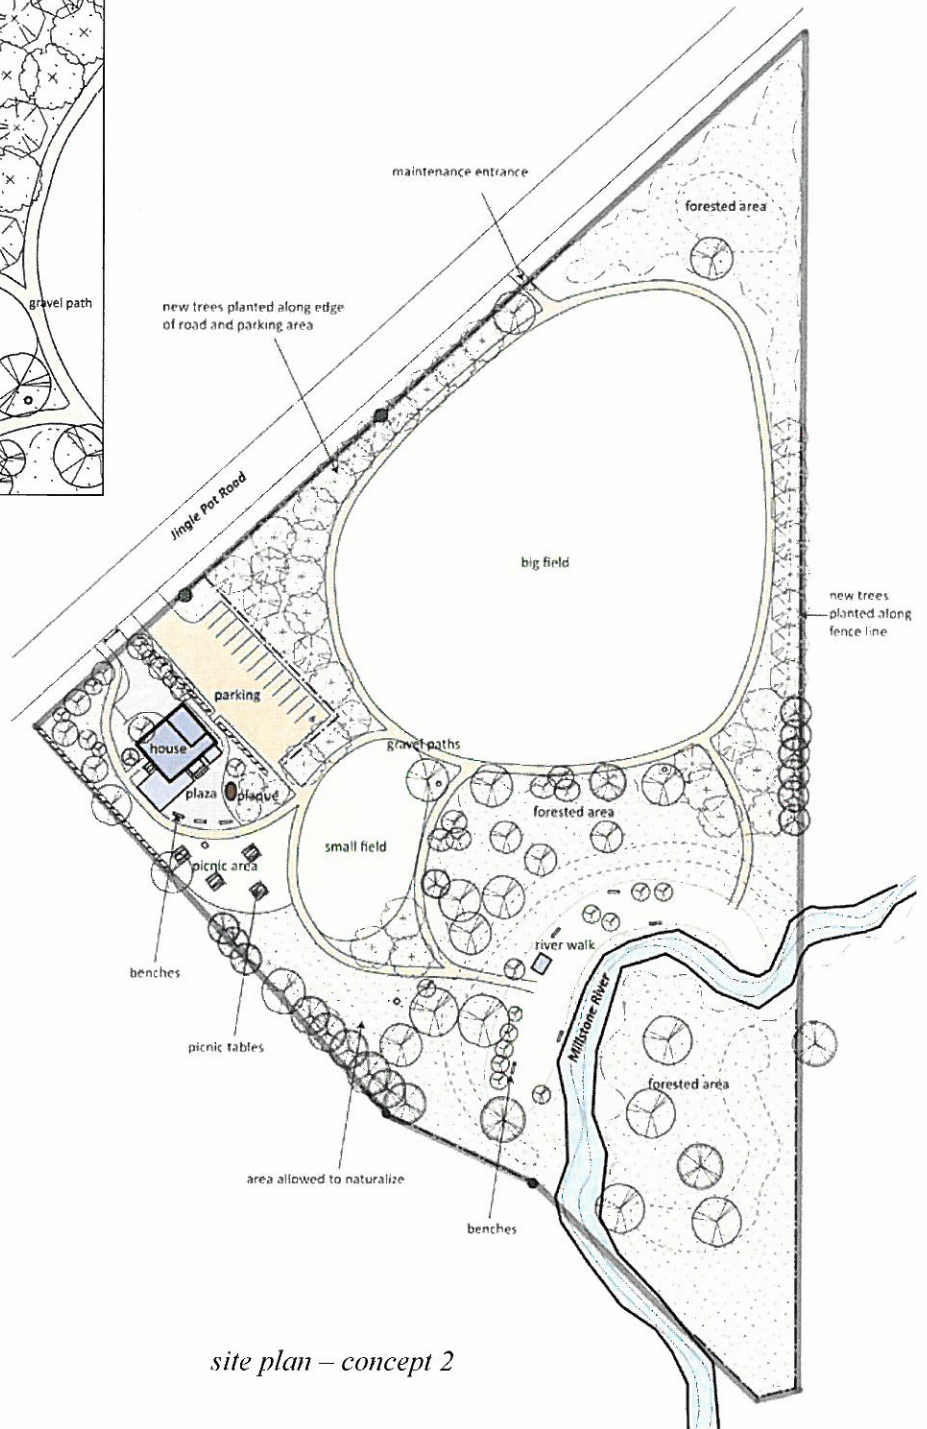 maintenance entrance
forested area
gravel path
new trees planted along edge
of road and parking area
Jingle Pot Road
big field
new trees
planted along
fence line
parking
house
gravel paths
plaza
plaque
forested area
small field
picnic area
river walk
benches
Millstone River
picnic tables
forested area
area allowed to naturalize
benches
site plan – concept 2